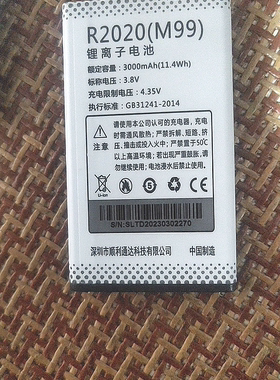 R2020(M99)
锂离子电池
额定容量：3000mAh(11.4Wh)
标称电压：3.8V
充电限制电压：4.35V
执行标准：GB31241-2014
警告：请使用本公司认可的充电器，充电
时需通风散热；严禁拆解、短路、挤
压、撞击或投入火中；严禁置于50℃
以上高温环境；若出现严重鼓胀，
请勿继续使用！电池浸水后禁用！
S/N:SLTD20230302270
深圳市顺利通达科技有限公司
中国制造